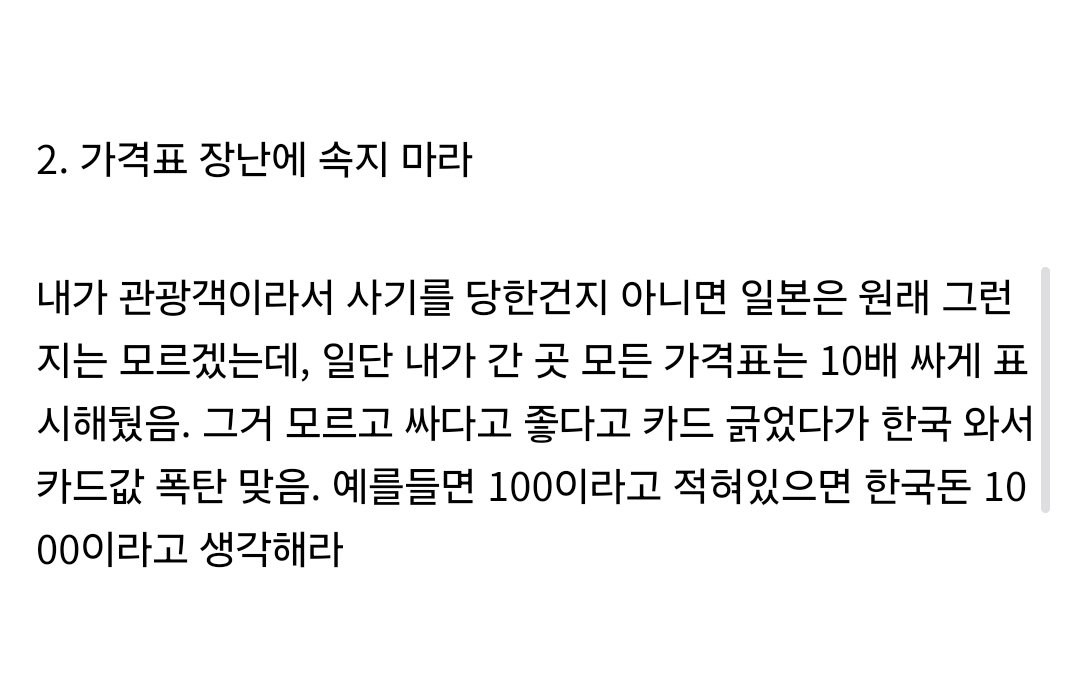 2. 가격표 장난에 속지 마라
내가 관광객이라서 사기를 당한건지 아니면 일본은 원래 그런
지는 모르겠는데, 일단 내가 간 곳 모든 가격표는 10배 싸게 표
시해뒀음. 그거 모르고 싸다고 좋다고 카드 긁었다가 한국 와서
카드값 폭탄 맞음. 예를들면 100이라고 적혀있으면 한국돈 10
00이라고 생각해라